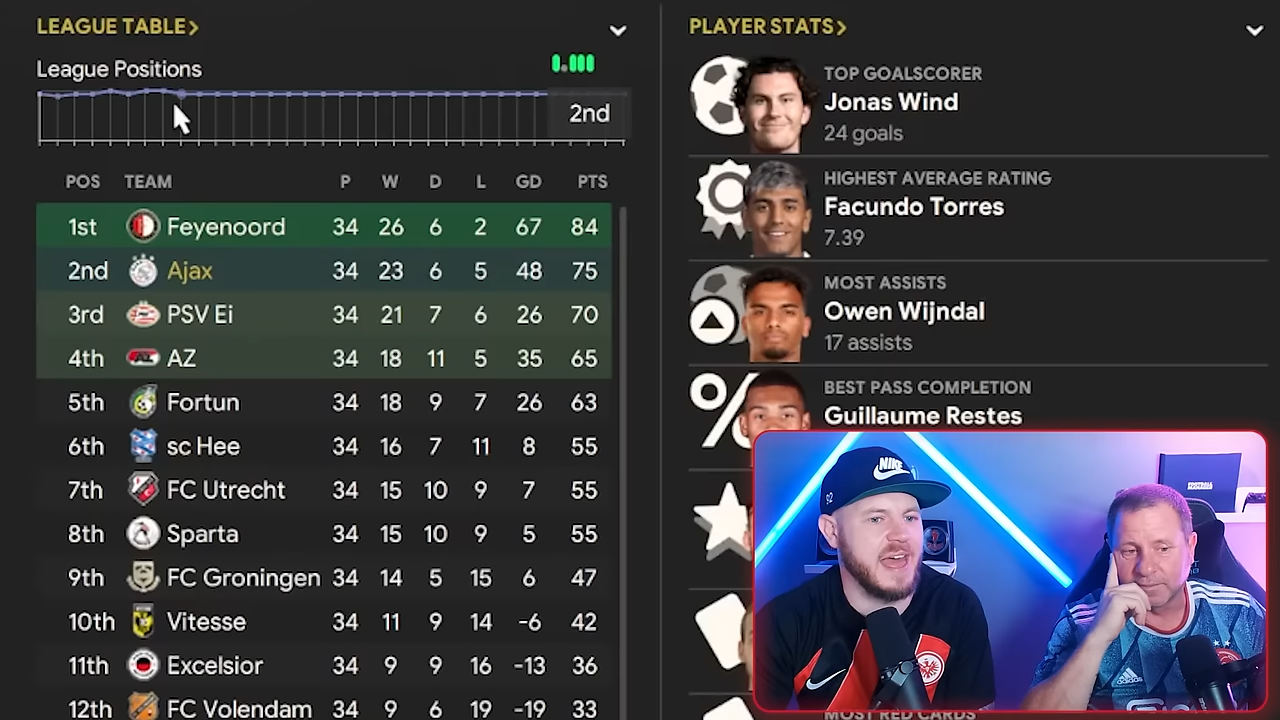 LEAGUE TABLE>
League Positions
2nd
POS TEAM P W D L GD PTS
1st Feyenoord 34 26 6 2 67 84
2nd Ajax 34 23 6 5 48 75
3rd PSV Ei 34 21 7 6 26 70
4th AZ 34 18 11 5 35 65
5th Fortun 34 18 9 7 26 63
6th sc Hee 34 16 7 11 8 55
7th FC Utrecht 34 15 10 9 7 55
8th Sparta 34 15 10 9 5 55
9th FC Groningen 34 14 5 15 6 47
10th Vitesse 34 11 9 14 -6 42
11th Excelsior 34 9 9 16 -13 36
12th FC Volendam 34 9 6 19 -19 33
PLAYER STATS>
TOP GOALSCORER
Jonas Wind
24 goals
HIGHEST AVERAGE RATING
Facundo Torres
7.39
MOST ASSISTS
Owen Wijndal
17 assists
BEST PASS COMPLETION
Guillaume Restes
MOST RED CARDS
NIKE